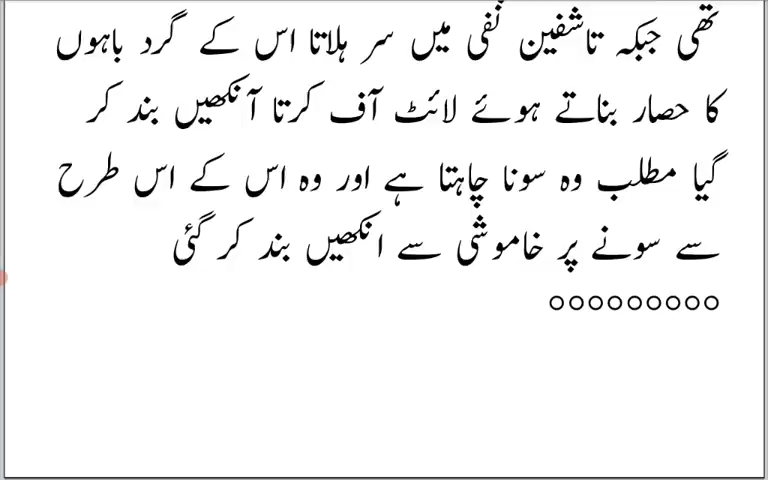 تھی جبکہ تاشفین نفی میں سر ہلاتا اس کے گرد باہوں
کا حصار بناتے ہوئے لائٹ آف کرتا آنکھیں بند کر
گیا مطلب وہ سونا چاہتا ہے اور وہ اس کے اس طرح
سے سونے پر خاموشی سے انکھیں بند کر گئی
○○○○○○○○○